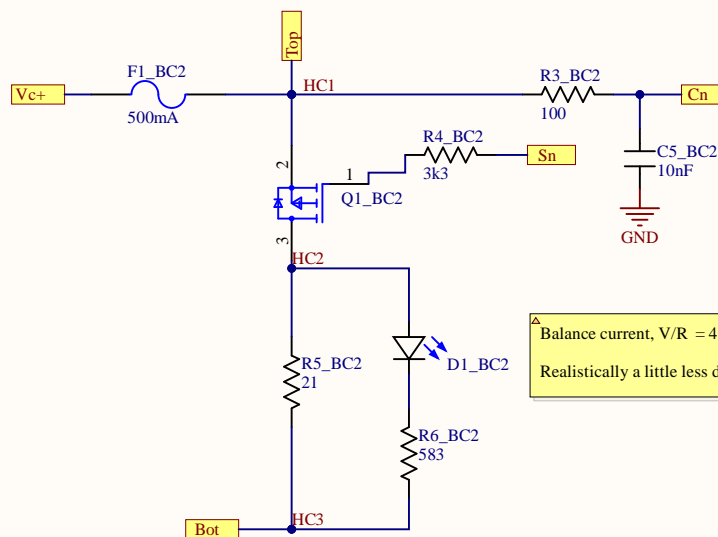 Top
F1_BC2
Vc+
500mA
HC1
R3_BC2
100
Cn
C5_BC2
10nF
GND
R4_BC2
3k3
Sn
2
1
Q1_BC2
3
HC2
R5_BC2
21
D1_BC2
R6_BC2
583
Balance current, V/R = 4
Realistically a little less d
HC3
Bot